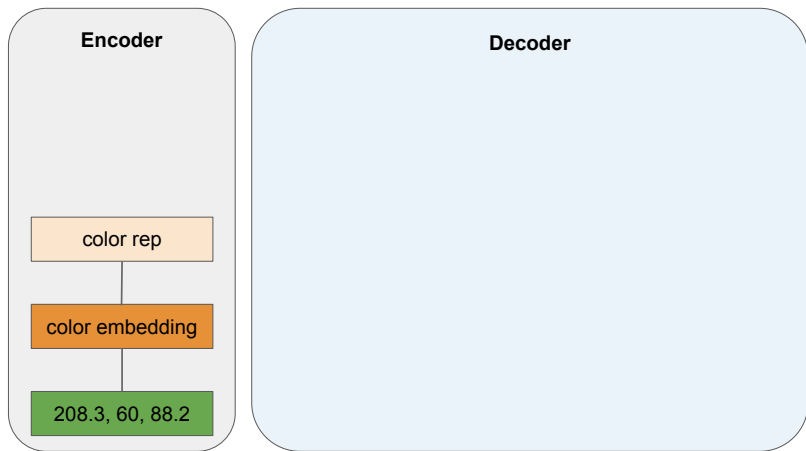 Encoder
Decoder
color rep
color embedding
208.3, 60, 88.2